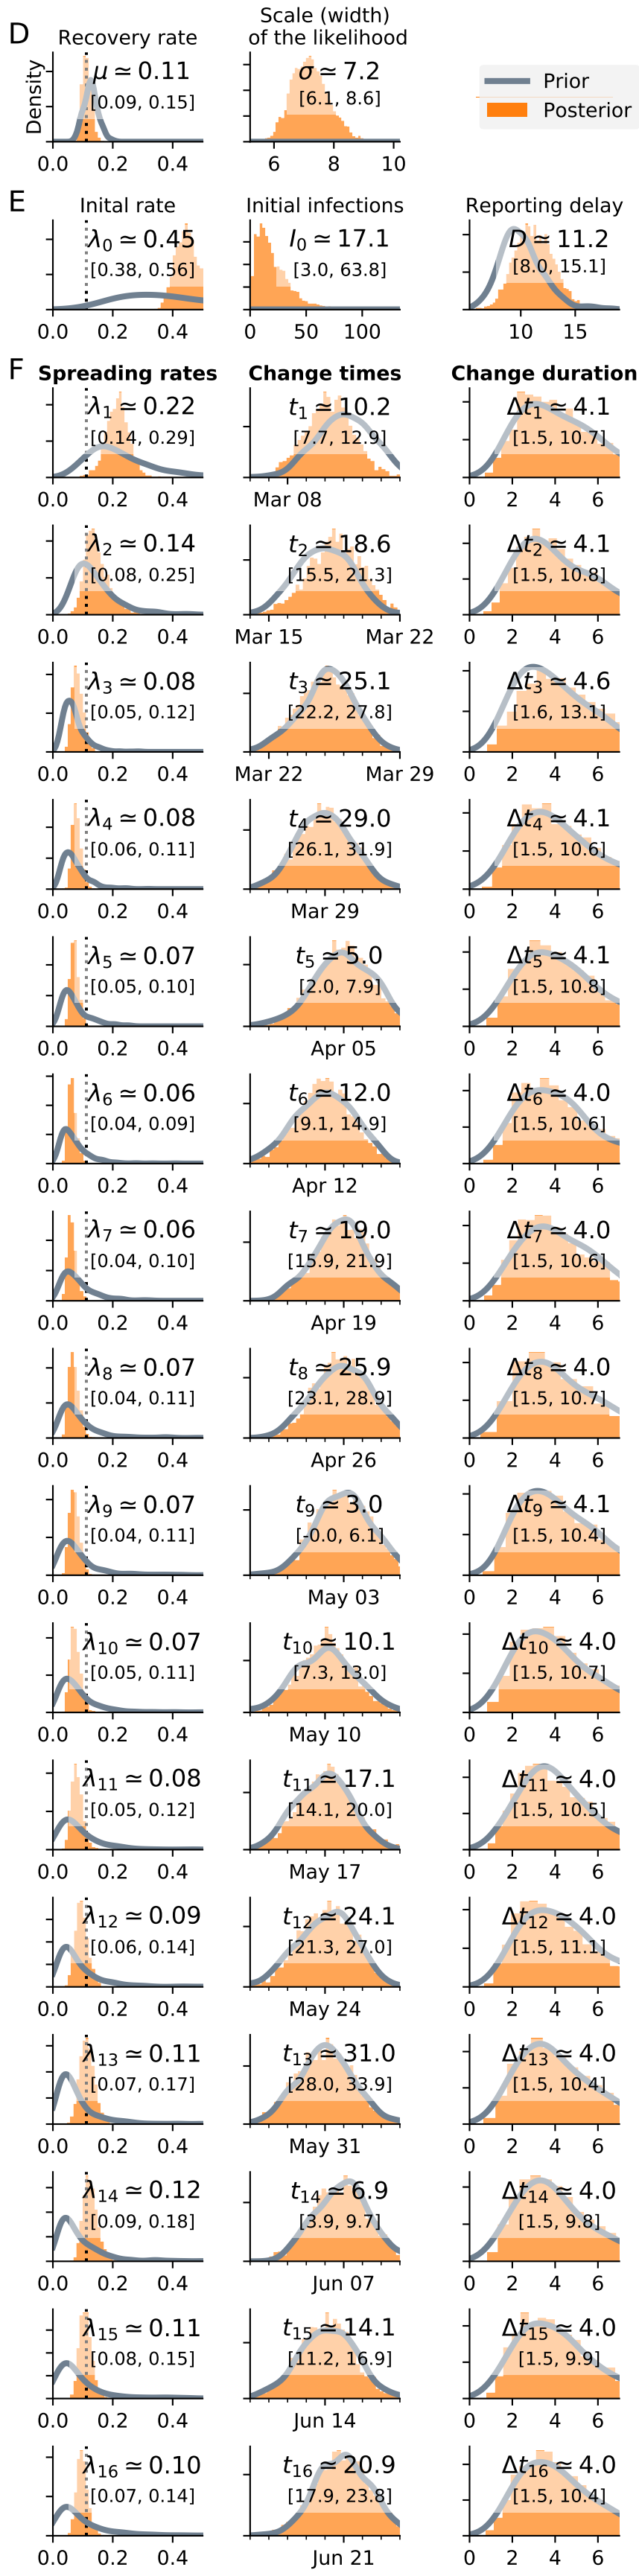 D
Recovery rate
Scale (width)
of the likelihood
Density
μ ≃ 0.11
[0.09, 0.15]
0.0 0.2 0.4
σ ≃ 7.2
[6.1, 8.6]
6 8 10
Prior
Posterior
E
Inital rate
λ0 ≃ 0.45
[0.38, 0.56]
0.0 0.2 0.4
Initial infections
I0 ≃ 17.1
[3.0, 63.8]
0 50 100
Reporting delay
D ≃ 11.2
[8.0, 15.1]
10 15
F
Spreading rates Change times Change duration
λ1 ≃ 0.22
[0.14, 0.29]
0.0 0.2 0.4
t1 ≃ 10.2
[7.7, 12.9]
Mar 08
Δt1 ≃ 4.1
[1.5, 10.7]
0 2 4 6
λ2 ≃ 0.14
[0.08, 0.25]
0.0 0.2 0.4
t2 ≃ 18.6
[15.5, 21.3]
Mar 15 Mar 22
Δt2 ≃ 4.1
[1.5, 10.8]
0 2 4 6
λ3 ≃ 0.08
[0.05, 0.12]
0.0 0.2 0.4
t3 ≃ 25.1
[22.2, 27.8]
Mar 22 Mar 29
Δt3 ≃ 4.6
[1.6, 13.1]
0 2 4 6
λ4 ≃ 0.08
[0.06, 0.11]
0.0 0.2 0.4
t4 ≃ 29.0
[26.1, 31.9]
Mar 29
Δt4 ≃ 4.1
[1.5, 10.6]
0 2 4 6
λ5 ≃ 0.07
[0.05, 0.10]
0.0 0.2 0.4
t5 ≃ 5.0
[2.0, 7.9]
Apr 05
Δt5 ≃ 4.1
[1.5, 10.8]
0 2 4 6
λ6 ≃ 0.06
[0.04, 0.09]
0.0 0.2 0.4
t6 ≃ 12.0
[9.1, 14.9]
Apr 12
Δt6 ≃ 4.0
[1.5, 10.6]
0 2 4 6
λ7 ≃ 0.06
[0.04, 0.10]
0.0 0.2 0.4
t7 ≃ 19.0
[15.9, 21.9]
Apr 19
Δt7 ≃ 4.0
[1.5, 10.6]
0 2 4 6
λ8 ≃ 0.07
[0.04, 0.11]
0.0 0.2 0.4
t8 ≃ 25.9
[23.1, 28.9]
Apr 26
Δt8 ≃ 4.0
[1.5, 10.7]
0 2 4 6
λ9 ≃ 0.07
[0.04, 0.11]
0.0 0.2 0.4
t9 ≃ 3.0
[-0.0, 6.1]
May 03
Δt9 ≃ 4.1
[1.5, 10.4]
0 2 4 6
λ10 ≃ 0.07
[0.05, 0.11]
0.0 0.2 0.4
t10 ≃ 10.1
[7.3, 13.0]
May 10
Δt10 ≃ 4.0
[1.5, 10.7]
0 2 4 6
λ11 ≃ 0.08
[0.05, 0.12]
0.0 0.2 0.4
t11 ≃ 17.1
[14.1, 20.0]
May 17
Δt11 ≃ 4.0
[1.5, 10.5]
0 2 4 6
λ12 ≃ 0.09
[0.06, 0.14]
0.0 0.2 0.4
t12 ≃ 24.1
[21.3, 27.0]
May 24
Δt12 ≃ 4.0
[1.5, 11.1]
0 2 4 6
λ13 ≃ 0.11
[0.07, 0.17]
0.0 0.2 0.4
t13 ≃ 31.0
[28.0, 33.9]
May 31
Δt13 ≃ 4.0
[1.5, 10.4]
0 2 4 6
λ14 ≃ 0.12
[0.09, 0.18]
0.0 0.2 0.4
t14 ≃ 6.9
[3.9, 9.7]
Jun 07
Δt14 ≃ 4.0
[1.5, 9.8]
0 2 4 6
λ15 ≃ 0.11
[0.08, 0.15]
0.0 0.2 0.4
t15 ≃ 14.1
[11.2, 16.9]
Jun 14
Δt15 ≃ 4.0
[1.5, 9.9]
0 2 4 6
λ16 ≃ 0.10
[0.07, 0.14]
0.0 0.2 0.4
t16 ≃ 20.9
[17.9, 23.8]
Jun 21
Δt16 ≃ 4.0
[1.5, 10.4]
0 2 4 6